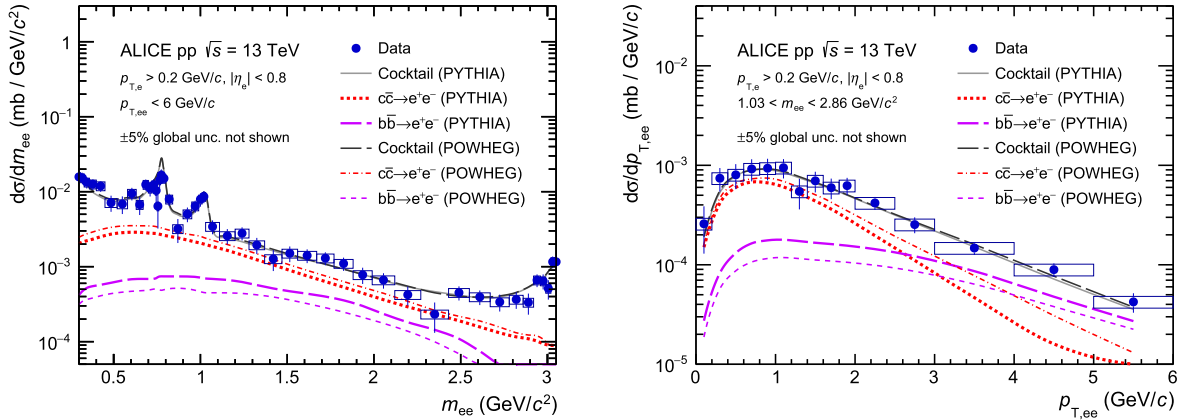 dσ/dm_ee (mb / GeV/c²)
1
10⁻¹
10⁻²
10⁻³
10⁻⁴
ALICE pp √s = 13 TeV
p_T,e > 0.2 GeV/c, |η_e| < 0.8
p_T,ee < 6 GeV/c
±5% global unc. not shown
Data
Cocktail (PYTHIA)
cc̄→e⁺e⁻ (PYTHIA)
bb̄→e⁺e⁻ (PYTHIA)
Cocktail (POWHEG)
cc̄→e⁺e⁻ (POWHEG)
bb̄→e⁺e⁻ (POWHEG)
0.5 1 1.5 2 2.5 3
m_ee (GeV/c²)
dσ/dp_T,ee (mb / GeV/c)
10⁻²
10⁻³
10⁻⁴
10⁻⁵
ALICE pp √s = 13 TeV
p_T,e > 0.2 GeV/c, |η_e| < 0.8
1.03 < m_ee < 2.86 GeV/c²
±5% global unc. not shown
Data
Cocktail (PYTHIA)
cc̄→e⁺e⁻ (PYTHIA)
bb̄→e⁺e⁻ (PYTHIA)
Cocktail (POWHEG)
cc̄→e⁺e⁻ (POWHEG)
bb̄→e⁺e⁻ (POWHEG)
0 1 2 3 4 5 6
p_T,ee (GeV/c)